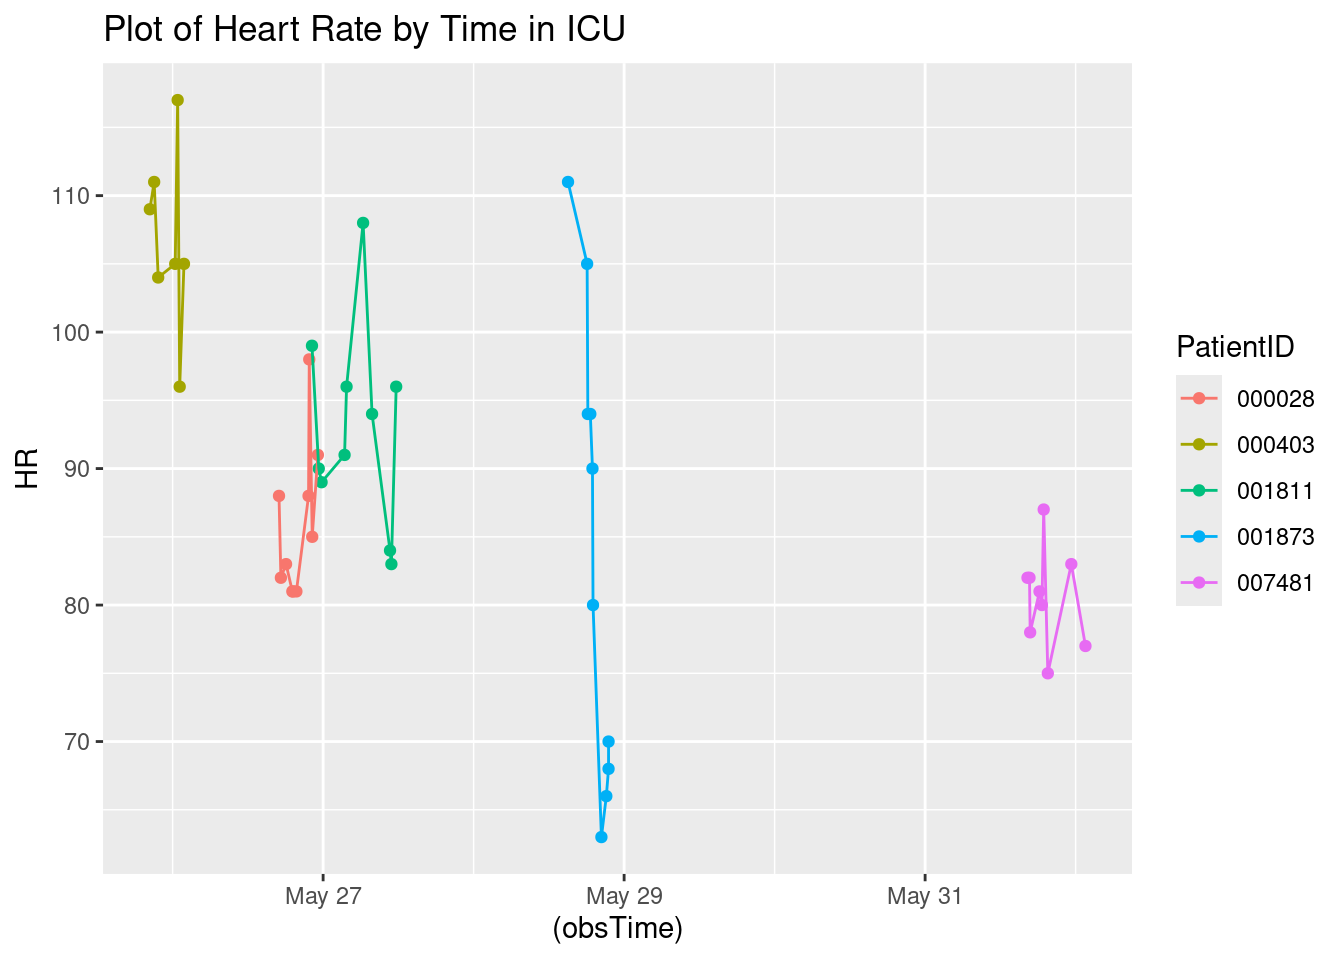 Plot of Heart Rate by Time in ICU
110
100
90
80
70
HR
May 27
May 29
May 31
(obsTime)
PatientID
000028
000403
001811
001873
007481